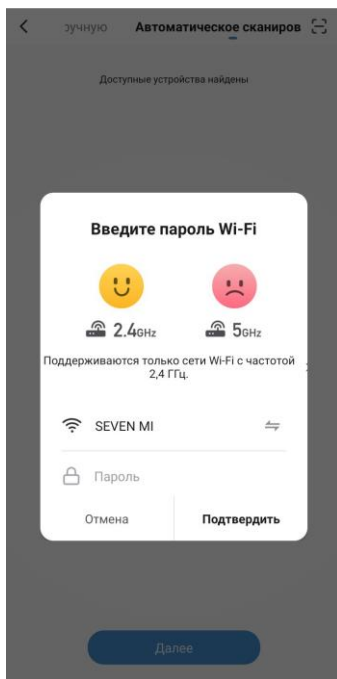 ручную Автоматическое сканиров
Доступные устройства найдены
Введите пароль Wi-Fi
2.4GHz 5GHz
Поддерживаются только сети Wi-Fi с частотой
2,4 ГГц.
SEVEN MI
Пароль
Отмена Подтвердить
Далее